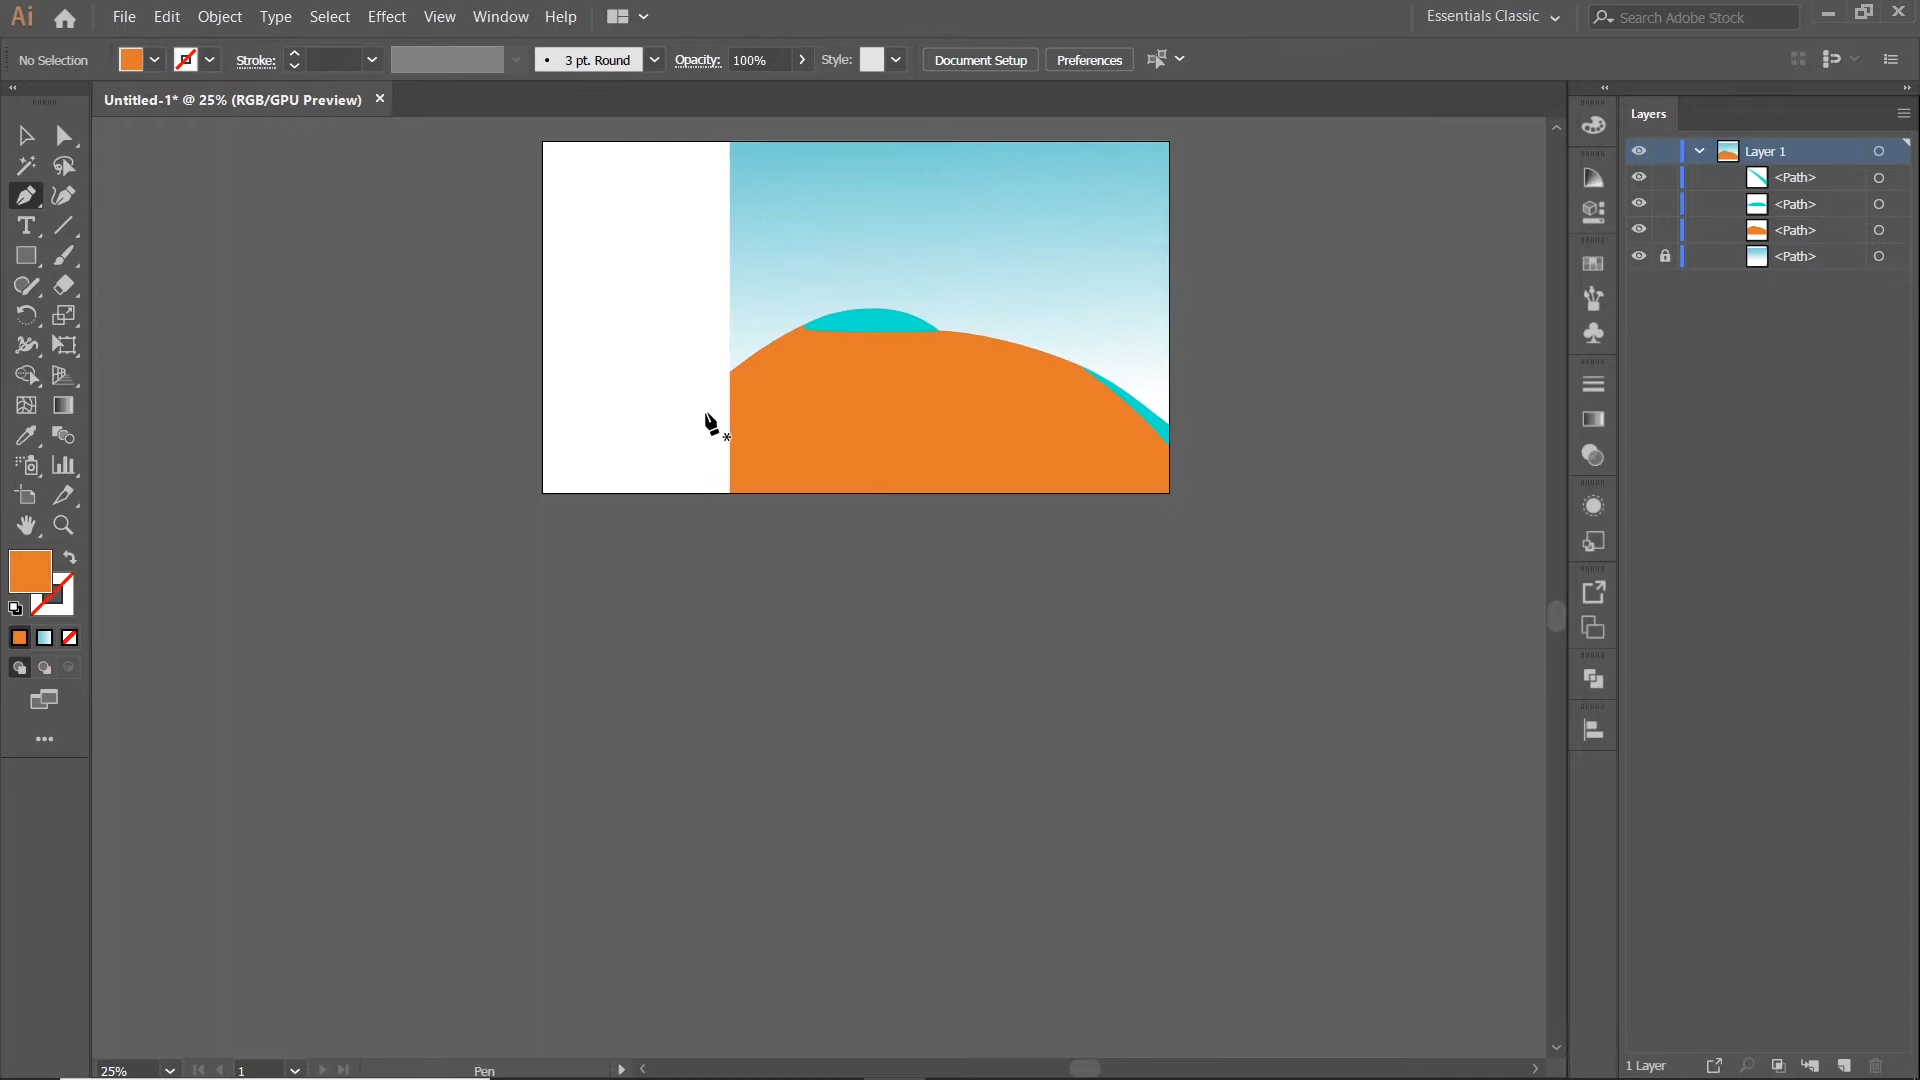 Ai File Edit Object Type Select Effect View Window Help Essentials Classic Search Adobe Stock
No Selection Stroke: 3 pt. Round Opacity: 100% Style: Document Setup Preferences
Untitled-1* @ 25% (RGB/GPU Preview)
Layers
Layer 1
<Path>
<Path>
<Path>
<Path>
25% 1 Pen 1 Layer